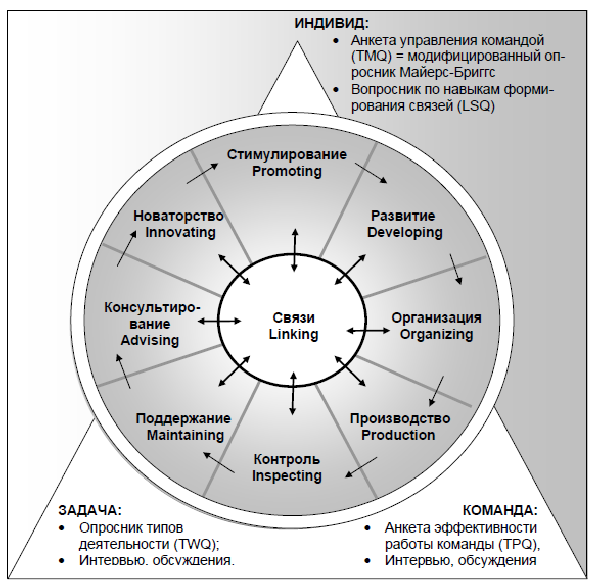 ИНДИВИД:
• Анкета управления командой
(TMQ) = модифицированный оп-
росник Майерс-Бриггс
• Вопросник по навыкам форми-
рования связей (LSQ)
Стимулирование
Promoting
Новаторство
Innovating
Развитие
Developing
Консультиро-
вание
Advising
Связи
Linking
Организация
Organizing
Поддержание
Maintaining
Производство
Production
Контроль
Inspecting
ЗАДАЧА:
• Опросник типов
деятельности (TWQ);
• Интервью, обсуждения.
КОМАНДА:
• Анкета эффективности
работы команды (TPQ),
• Интервью, обсуждения